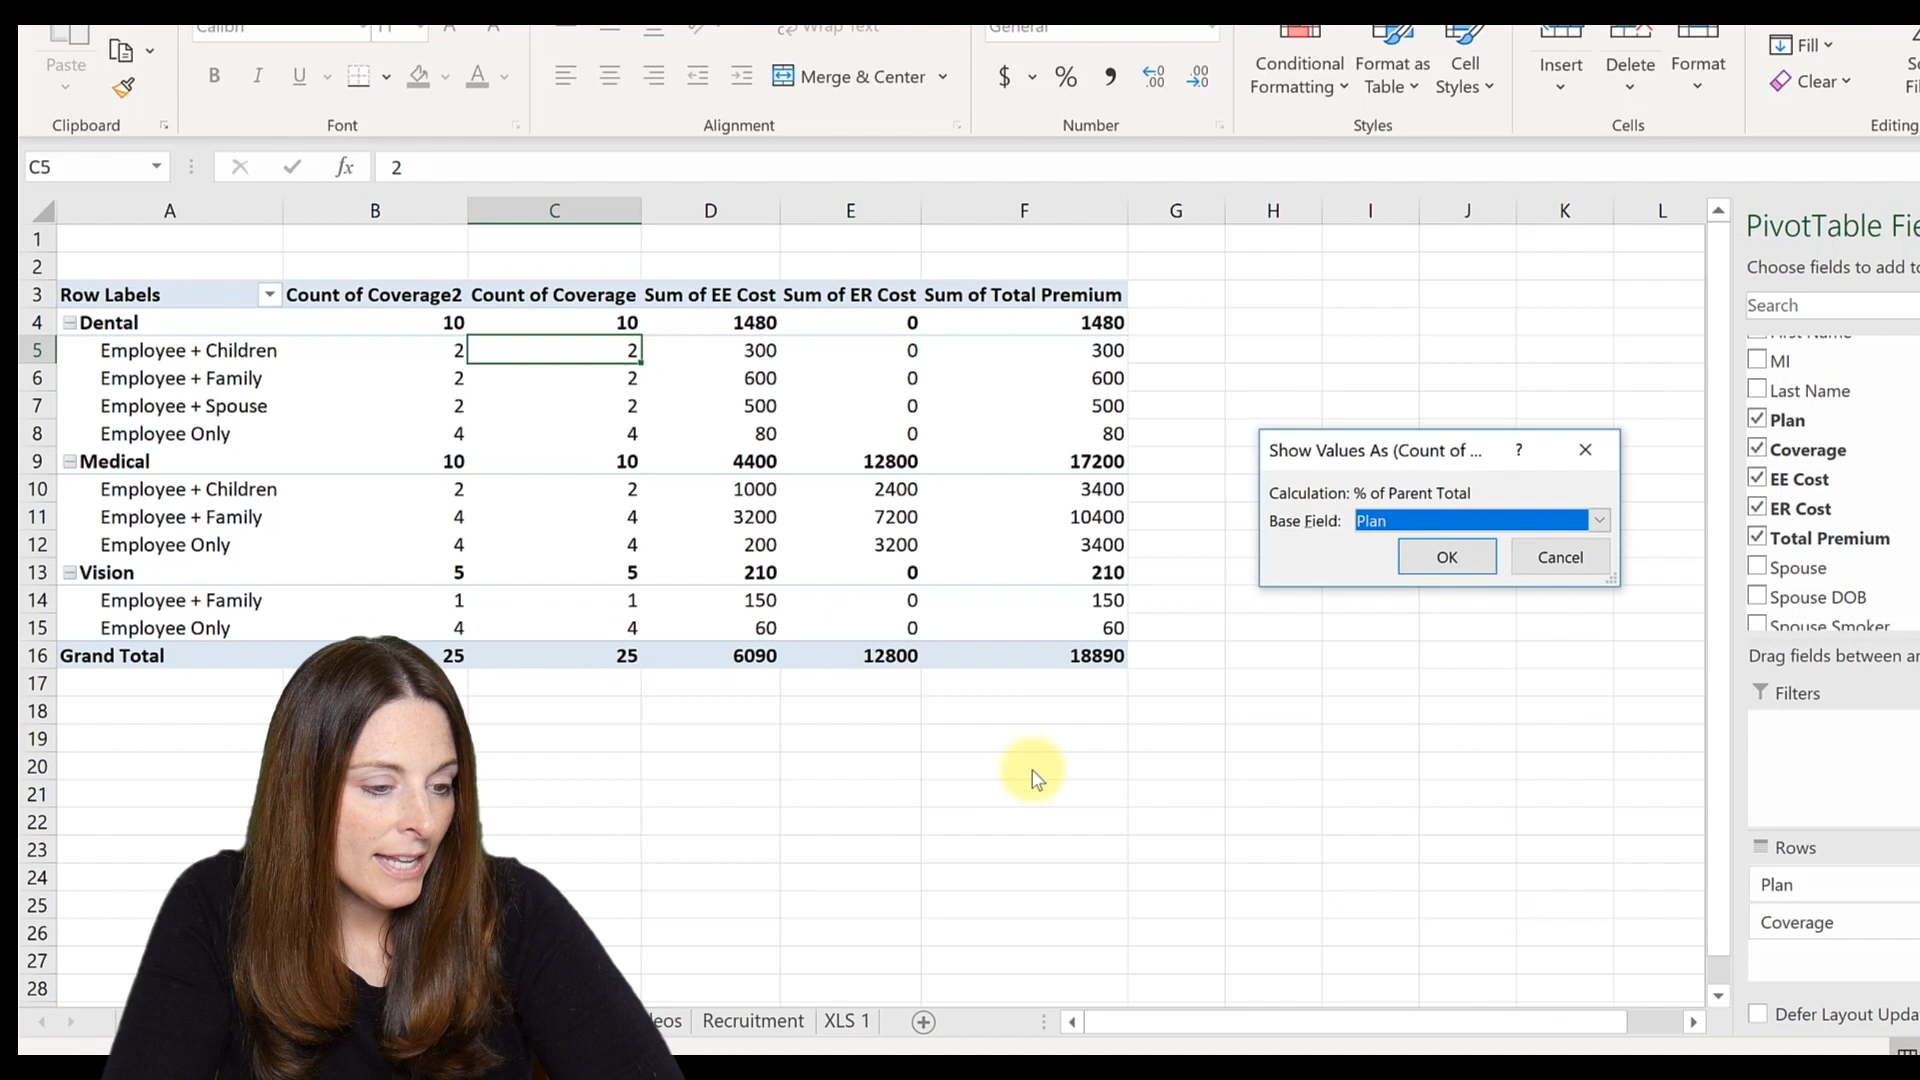 Calibri 11 A A Wrap Text General
Paste B I U A Merge & Center $ % , Conditional Formatting Format as Table Cell Styles Insert Delete Format Fill Clear
Clipboard Font Alignment Number Styles Cells Editing
C5 fx 2
A B C D E F G H I J K L
1
2
3 Row Labels Count of Coverage2 Count of Coverage Sum of EE Cost Sum of ER Cost Sum of Total Premium
4 Dental 10 10 1480 0 1480
5 Employee + Children 2 2 300 0 300
6 Employee + Family 2 2 600 0 600
7 Employee + Spouse 2 2 500 0 500
8 Employee Only 4 4 80 0 80
9 Medical 10 10 4400 12800 17200
10 Employee + Children 2 2 1000 2400 3400
11 Employee + Family 4 4 3200 7200 10400
12 Employee Only 4 4 200 3200 3400
13 Vision 5 5 210 0 210
14 Employee + Family 1 1 150 0 150
15 Employee Only 4 4 60 0 60
16 Grand Total 25 25 6090 12800 18890
17
18
19
20
21
22
23
24
25
26
27
28
Show Values As (Count of ... ?
Calculation: % of Parent Total
Base Field: Plan
OK Cancel
PivotTable Fie
Choose fields to add to
Search
First Name
MI
Last Name
Plan
Coverage
EE Cost
ER Cost
Total Premium
Spouse
Spouse DOB
Spouse Smoker
Drag fields between ar
Filters
Rows
Plan
Coverage
Defer Layout Upda
eos Recruitment XLS 1